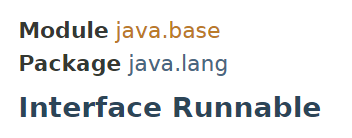 Module java.base
Package java.lang
Interface Runnable